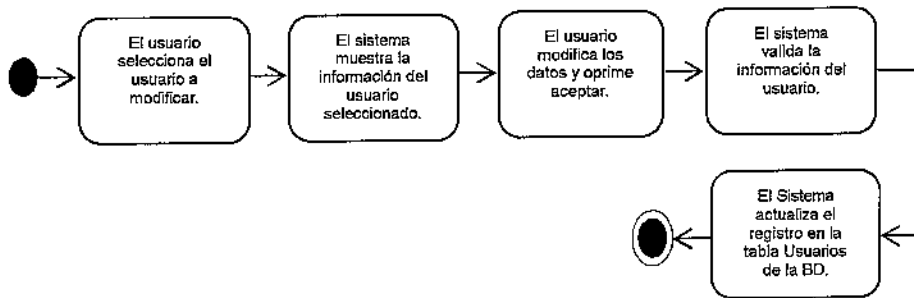 El usuario
selecciona el
usuario a
modificar.
El sistema
muestra la
información del
usuario
seleccionado.
El usuario
modifica los
datos y oprime
aceptar.
El sistema
valida la
información del
usuario.
El Sistema
actualiza el
registro en la
tabla Usuarios
de la BD.